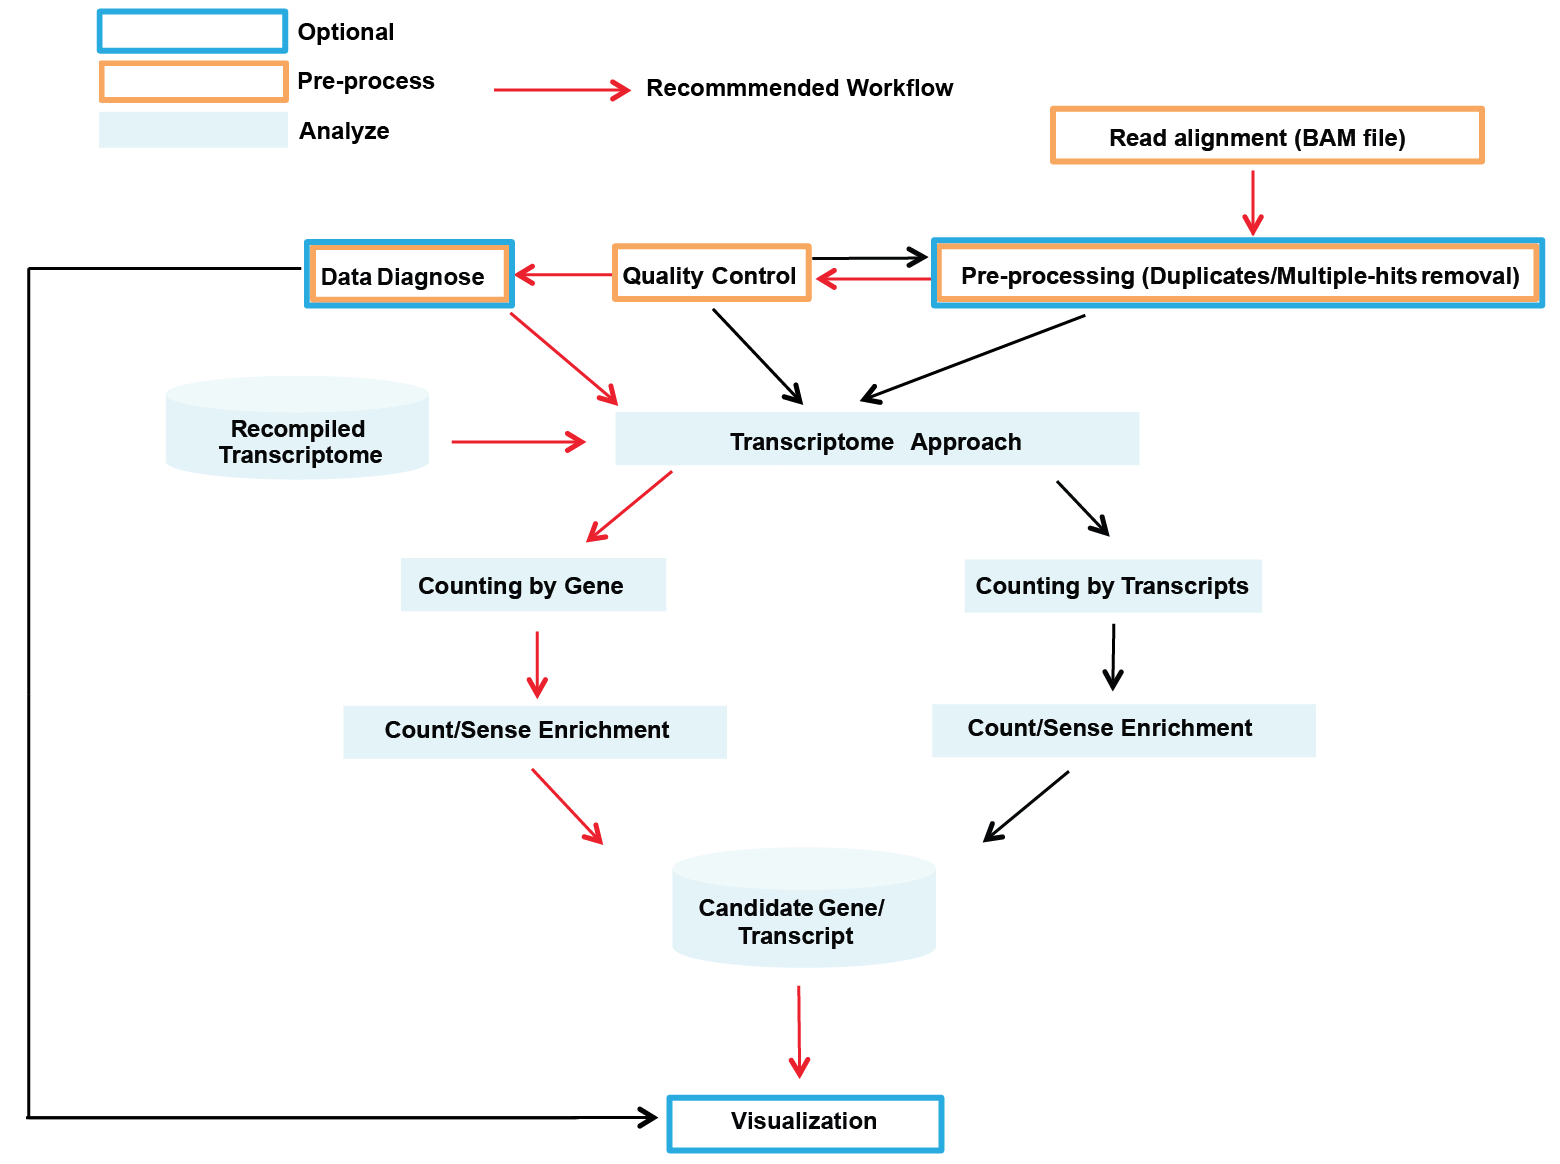 Optional
Pre-process
Recommmended Workflow
Analyze
Read alignment (BAM file)
Data Diagnose
Quality Control
Pre-processing (Duplicates/Multiple-hits removal)
Recompiled
Transcriptome
Transcriptome Approach
Counting by Gene
Counting by Transcripts
Count/Sense Enrichment
Count/Sense Enrichment
Candidate Gene/
Transcript
Visualization